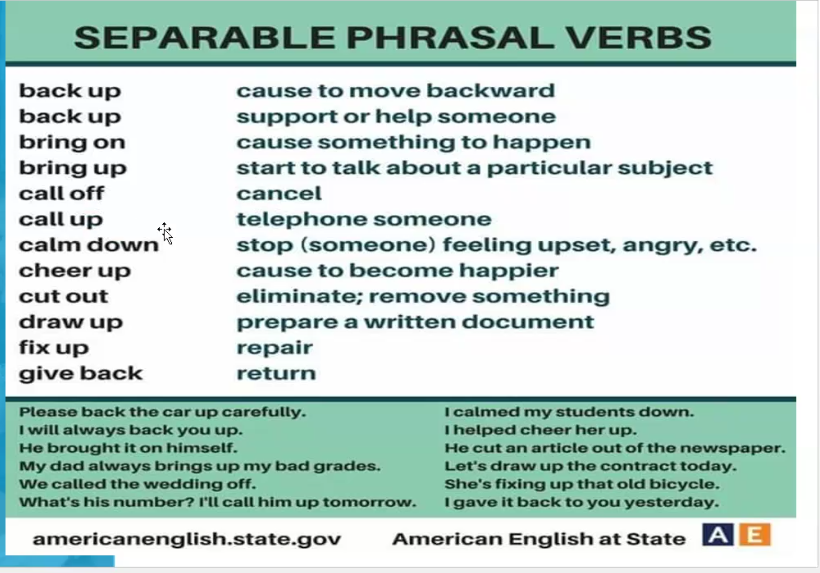 SEPARABLE PHRASAL VERBS
back up cause to move backward
back up support or help someone
bring on cause something to happen
bring up start to talk about a particular subject
call off cancel
call up telephone someone
calm down stop (someone) feeling upset, angry, etc.
cheer up cause to become happier
cut out eliminate; remove something
draw up prepare a written document
fix up repair
give back return
Please back the car up carefully.
I will always back you up.
He brought it on himself.
My dad always brings up my bad grades.
We called the wedding off.
What's his number? I'll call him up tomorrow.
I calmed my students down.
I helped cheer her up.
He cut an article out of the newspaper.
Let's draw up the contract today.
She's fixing up that old bicycle.
I gave it back to you yesterday.
americanenglish.state.gov American English at State A E